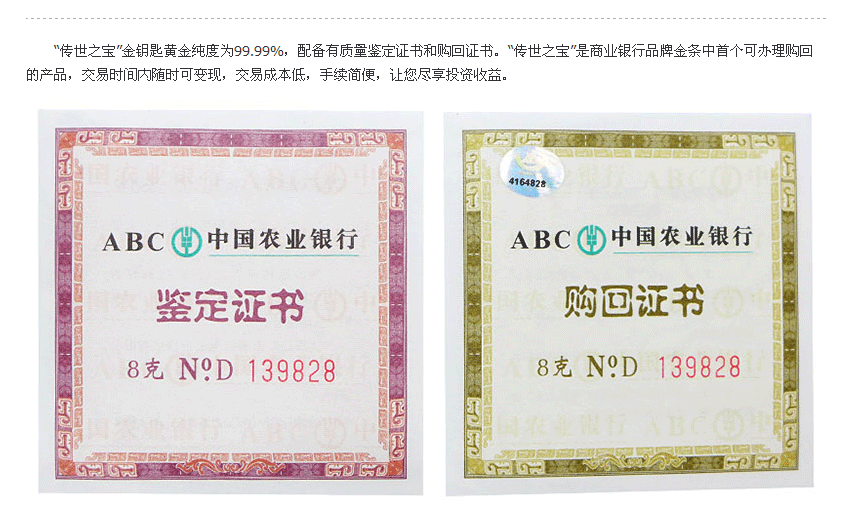 “传世之宝”金钥匙黄金纯度为99.99%，配备有质量鉴定证书和购回证书。“传世之宝”是商业银行品牌金条中首个可办理购回
的产品，交易时间内随时可变现，交易成本低，手续简便，让您尽享投资收益。
ABC 中国农业银行
鉴定证书
8克 NºD 139828
4164828
ABC 中国农业银行
购回证书
8克 NºD 139828